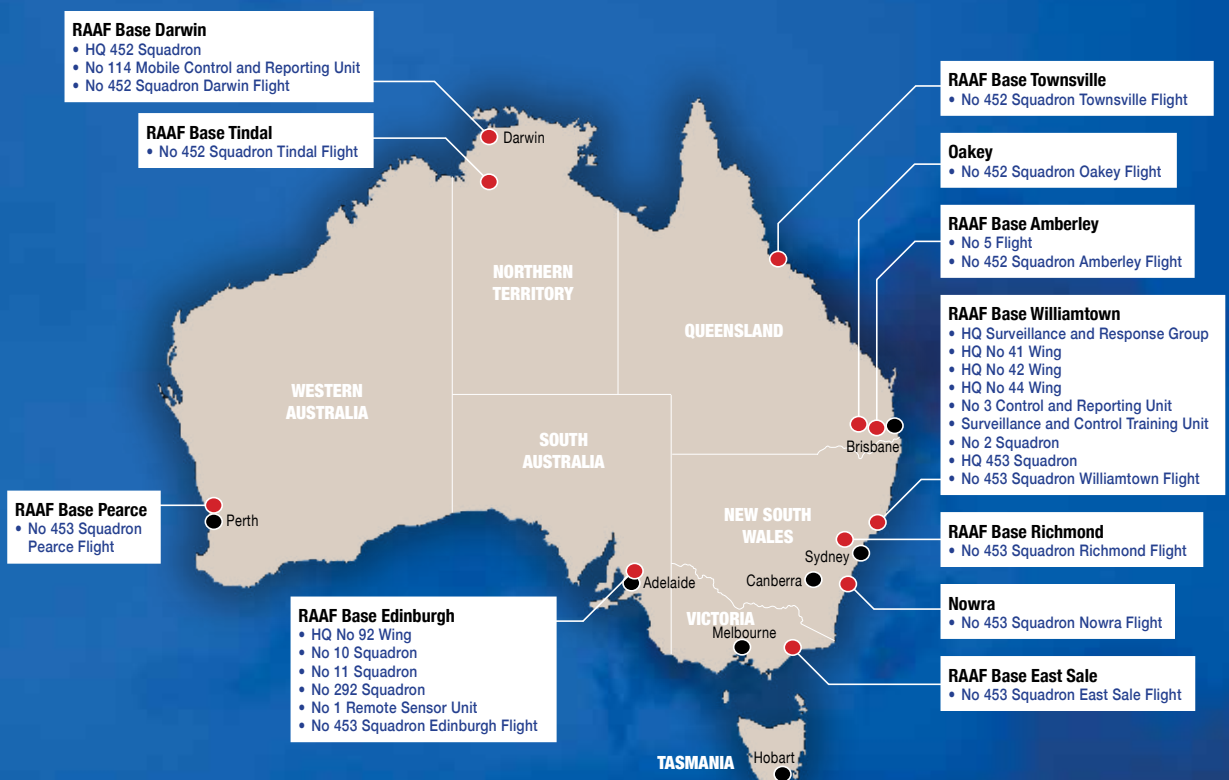 RAAF Base Darwin
• HQ 452 Squadron
• No 114 Mobile Control and Reporting Unit
• No 452 Squadron Darwin Flight
RAAF Base Tindal
• No 452 Squadron Tindal Flight
RAAF Base Pearce
• No 453 Squadron
Pearce Flight
RAAF Base Edinburgh
• HQ No 92 Wing
• No 10 Squadron
• No 11 Squadron
• No 292 Squadron
• No 1 Remote Sensor Unit
• No 453 Squadron Edinburgh Flight
Darwin
NORTHERN
TERRITORY
QUEENSLAND
WESTERN
AUSTRALIA
SOUTH
AUSTRALIA
Brisbane
NEW SOUTH
WALES
Perth
Sydney
Canberra
Adelaide
VICTORIA
Melbourne
TASMANIA
Hobart
RAAF Base Townsville
• No 452 Squadron Townsville Flight
Oakey
• No 452 Squadron Oakey Flight
RAAF Base Amberley
• No 5 Flight
• No 452 Squadron Amberley Flight
RAAF Base Williamtown
• HQ Surveillance and Response Group
• HQ No 41 Wing
• HQ No 42 Wing
• HQ No 44 Wing
• No 3 Control and Reporting Unit
• Surveillance and Control Training Unit
• No 2 Squadron
• HQ 453 Squadron
• No 453 Squadron Williamtown Flight
RAAF Base Richmond
• No 453 Squadron Richmond Flight
Nowra
• No 453 Squadron Nowra Flight
RAAF Base East Sale
• No 453 Squadron East Sale Flight